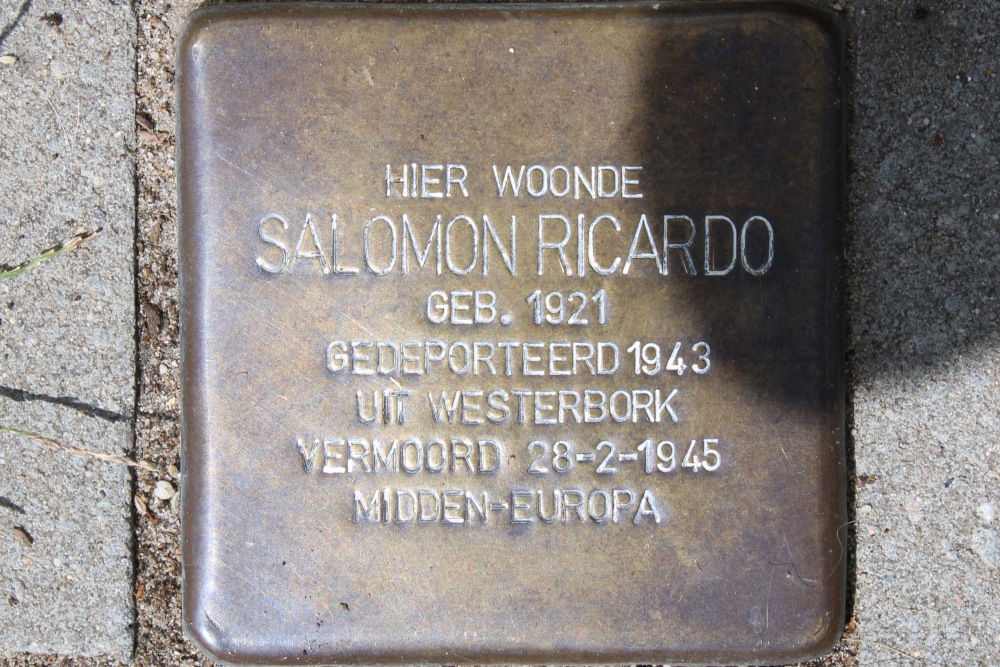 HIER WOONDE
SALOMON RICARDO
GEB. 1921
GEDEPORTEERD 1943
UIT WESTERBORK
VERMOORD 28-2-1945
MIDDEN-EUROPA